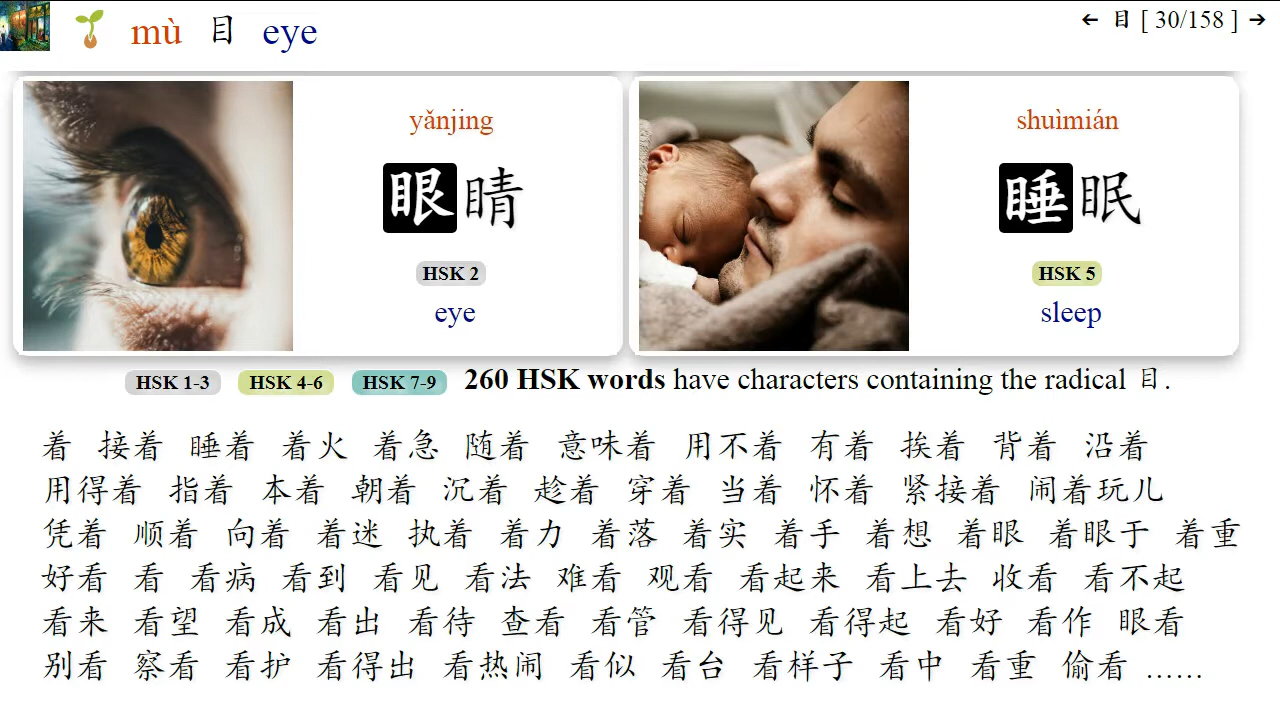 mù 目 eye
← 目 [ 30/158 ] →
yǎnjing
眼睛
HSK 2
eye
shuìmián
睡眠
HSK 5
sleep
HSK 1-3 HSK 4-6 HSK 7-9 260 HSK words have characters containing the radical 目.
着 接着 睡着 着火 着急 随着 意味着 用不着 有着 挨着 背着 沿着
用得着 指着 本着 朝着 沉着 趁着 穿着 当着 怀着 紧接着 闹着玩儿
凭着 顺着 向着 着迷 执着 着力 着落 着实 着手 着想 着眼 着眼于 着重
好看 看 看病 看到 看见 看法 难看 观看 看起来 看上去 收看 看不起
看来 看望 看成 看出 看待 查看 看管 看得见 看得起 看好 看作 眼看
别看 察看 看护 看得出 看热闹 看似 看台 看样子 看中 看重 偷看 ……